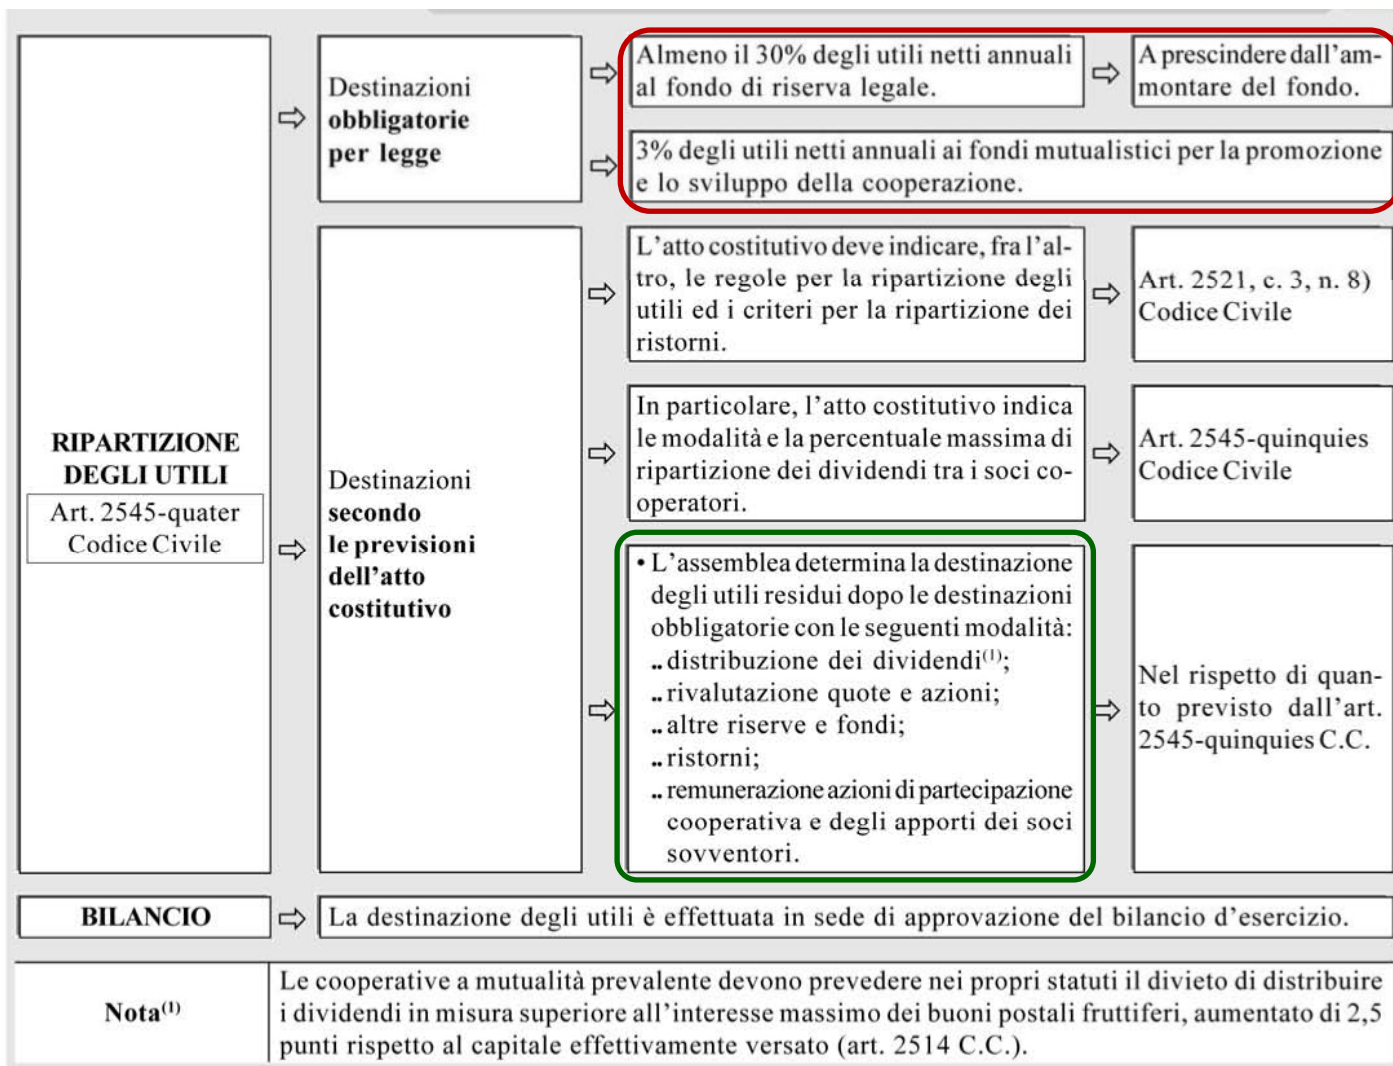 RIPARTIZIONE
DEGLI UTILI
Art. 2545-quater
Codice Civile
Destinazioni
obbligatorie
per legge
Almeno il 30% degli utili netti annuali
al fondo di riserva legale.
A prescindere dall'am-
montare del fondo.
3% degli utili netti annuali ai fondi mutualistici per la promozione
e lo sviluppo della cooperazione.
Destinazioni
secondo
le previsioni
dell'atto
costitutivo
L'atto costitutivo deve indicare, fra l'al-
tro, le regole per la ripartizione degli
utili ed i criteri per la ripartizione dei
ristorni.
Art. 2521, c. 3, n. 8)
Codice Civile
In particolare, l'atto costitutivo indica
le modalità e la percentuale massima di
ripartizione dei dividendi tra i soci co-
operatori.
Art. 2545-quinquies
Codice Civile
• L'assemblea determina la destinazione
degli utili residui dopo le destinazioni
obbligatorie con le seguenti modalità:
.. distribuzione dei dividendi(1);
.. rivalutazione quote e azioni;
.. altre riserve e fondi;
.. ristorni;
.. remunerazione azioni di partecipazione
cooperativa e degli apporti dei soci
sovventori.
Nel rispetto di quan-
to previsto dall'art.
2545-quinquies C.C.
BILANCIO
La destinazione degli utili è effettuata in sede di approvazione del bilancio d'esercizio.
Nota(1)
Le cooperative a mutualità prevalente devono prevedere nei propri statuti il divieto di distribuire
i dividendi in misura superiore all'interesse massimo dei buoni postali fruttiferi, aumentato di 2,5
punti rispetto al capitale effettivamente versato (art. 2514 C.C.).